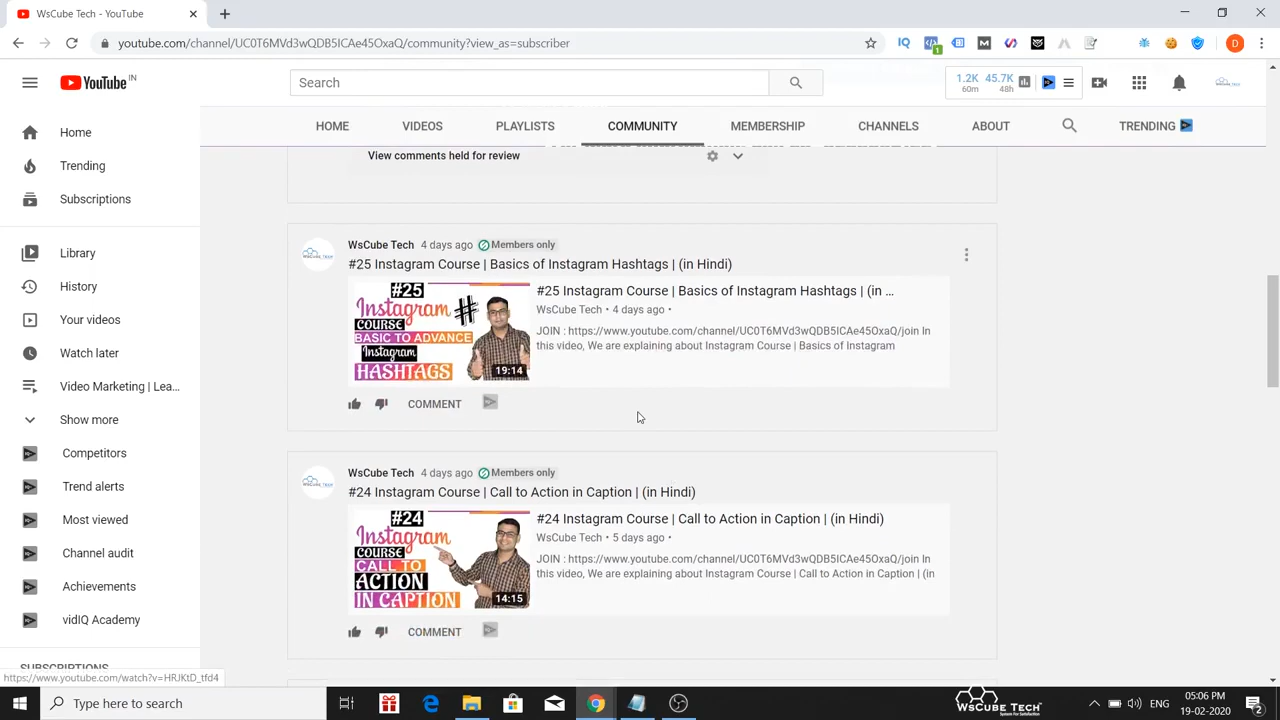 WsCube Tech - YouTube
youtube.com/channel/UC0T6MVd3wQDB5ICAe45OxaQ/community?view_as=subscriber
YouTube IN
Search
1.2K 45.7K
60m 48h
HOME VIDEOS PLAYLISTS COMMUNITY MEMBERSHIP CHANNELS ABOUT TRENDING
Home
Trending
Subscriptions
Library
History
Your videos
Watch later
Video Marketing | Lea...
Show more
Competitors
Trend alerts
Most viewed
Channel audit
Achievements
vidIQ Academy
SUBSCRIPTIONS
View comments held for review
WsCube Tech 4 days ago Members only
#25 Instagram Course | Basics of Instagram Hashtags | (in Hindi)
#25
Instagram #
COURSE
BASIC TO ADVANCE
Instagram
HASHTAGS
19:14
#25 Instagram Course | Basics of Instagram Hashtags | (in ...
WsCube Tech • 4 days ago •
JOIN : https://www.youtube.com/channel/UC0T6MVd3wQDB5ICAe45OxaQ/join In
this video, We are explaining about Instagram Course | Basics of Instagram
COMMENT
WsCube Tech 4 days ago Members only
#24 Instagram Course | Call to Action in Caption | (in Hindi)
#24
Instagram
COURSE
CALL TO
ACTION
IN CAPTION
14:15
#24 Instagram Course | Call to Action in Caption | (in Hindi)
WsCube Tech • 5 days ago •
JOIN : https://www.youtube.com/channel/UC0T6MVd3wQDB5ICAe45OxaQ/join In
this video, We are explaining about Instagram Course | Call to Action in Caption | (in
COMMENT
https://www.youtube.com/watch?v=HRJKtD_tfd4
Type here to search
WsCube Tech
System For Satisfaction
ENG
05:06 PM
19-02-2020
2